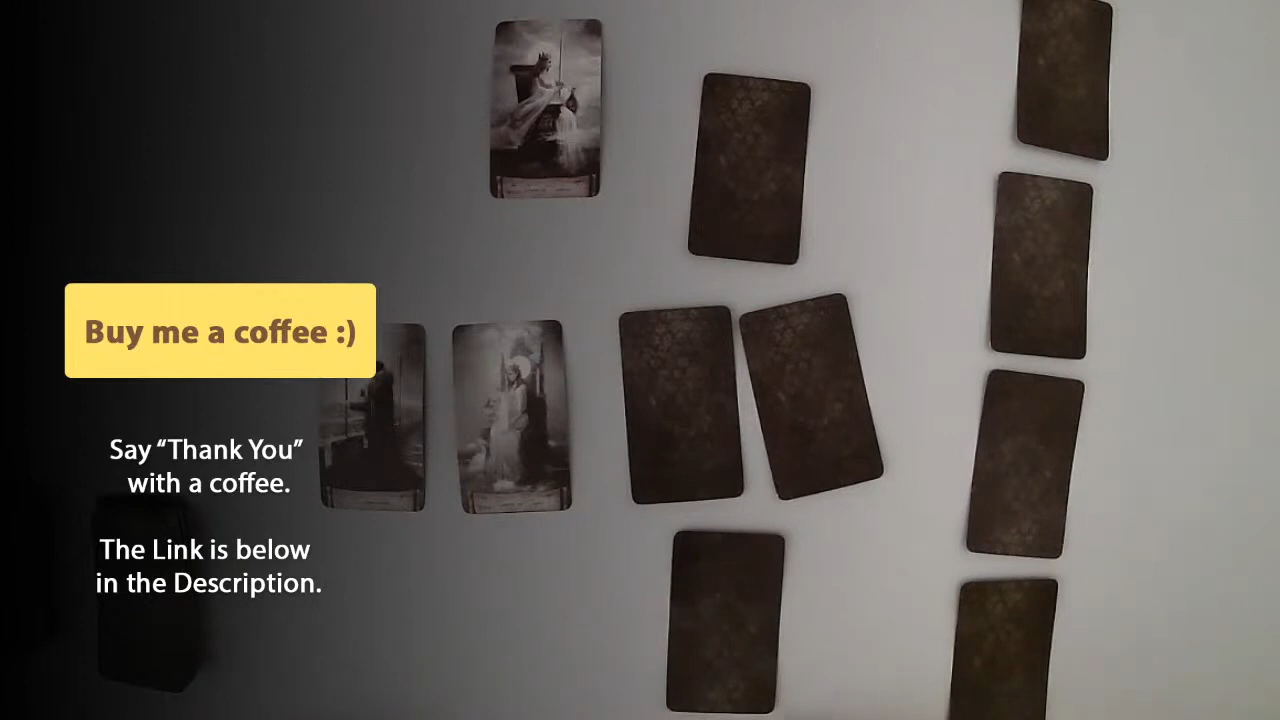 Buy me a coffee :)
Say “Thank You”
with a coffee.
The Link is below
in the Description.